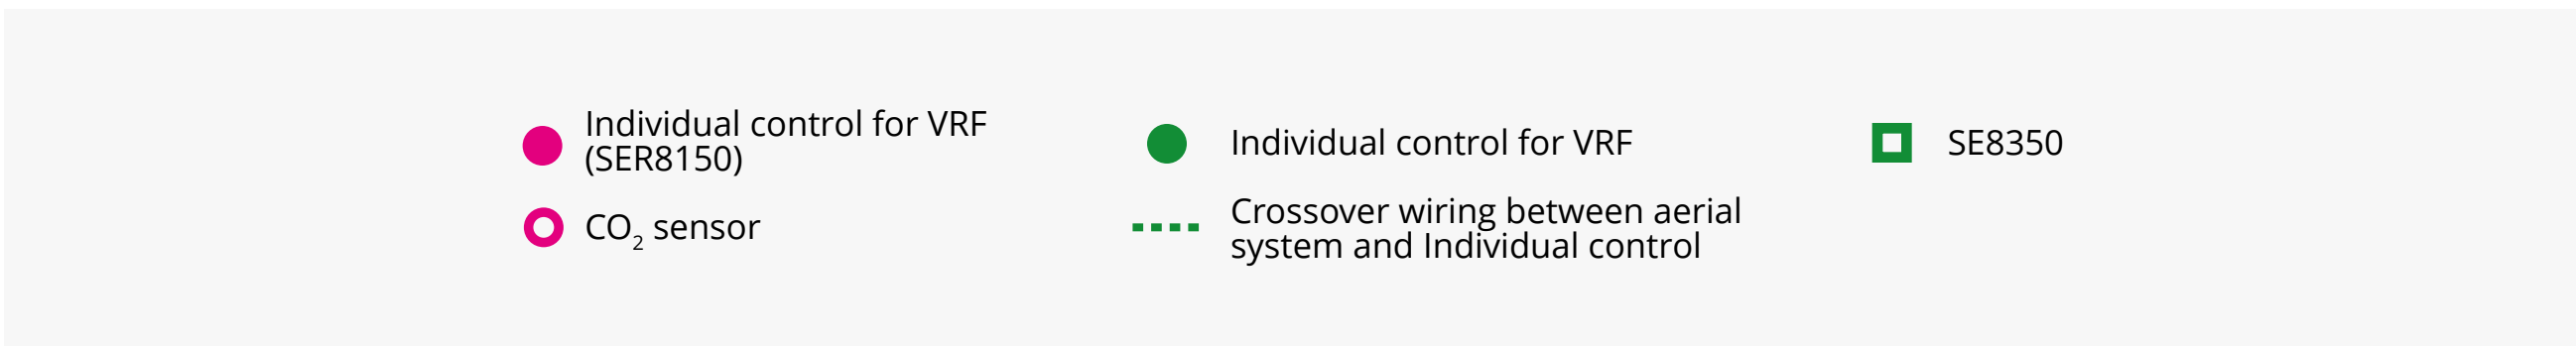 Individual control for VRF
(SER8150)
CO₂ sensor
Individual control for VRF
Crossover wiring between aerial
system and Individual control
SE8350